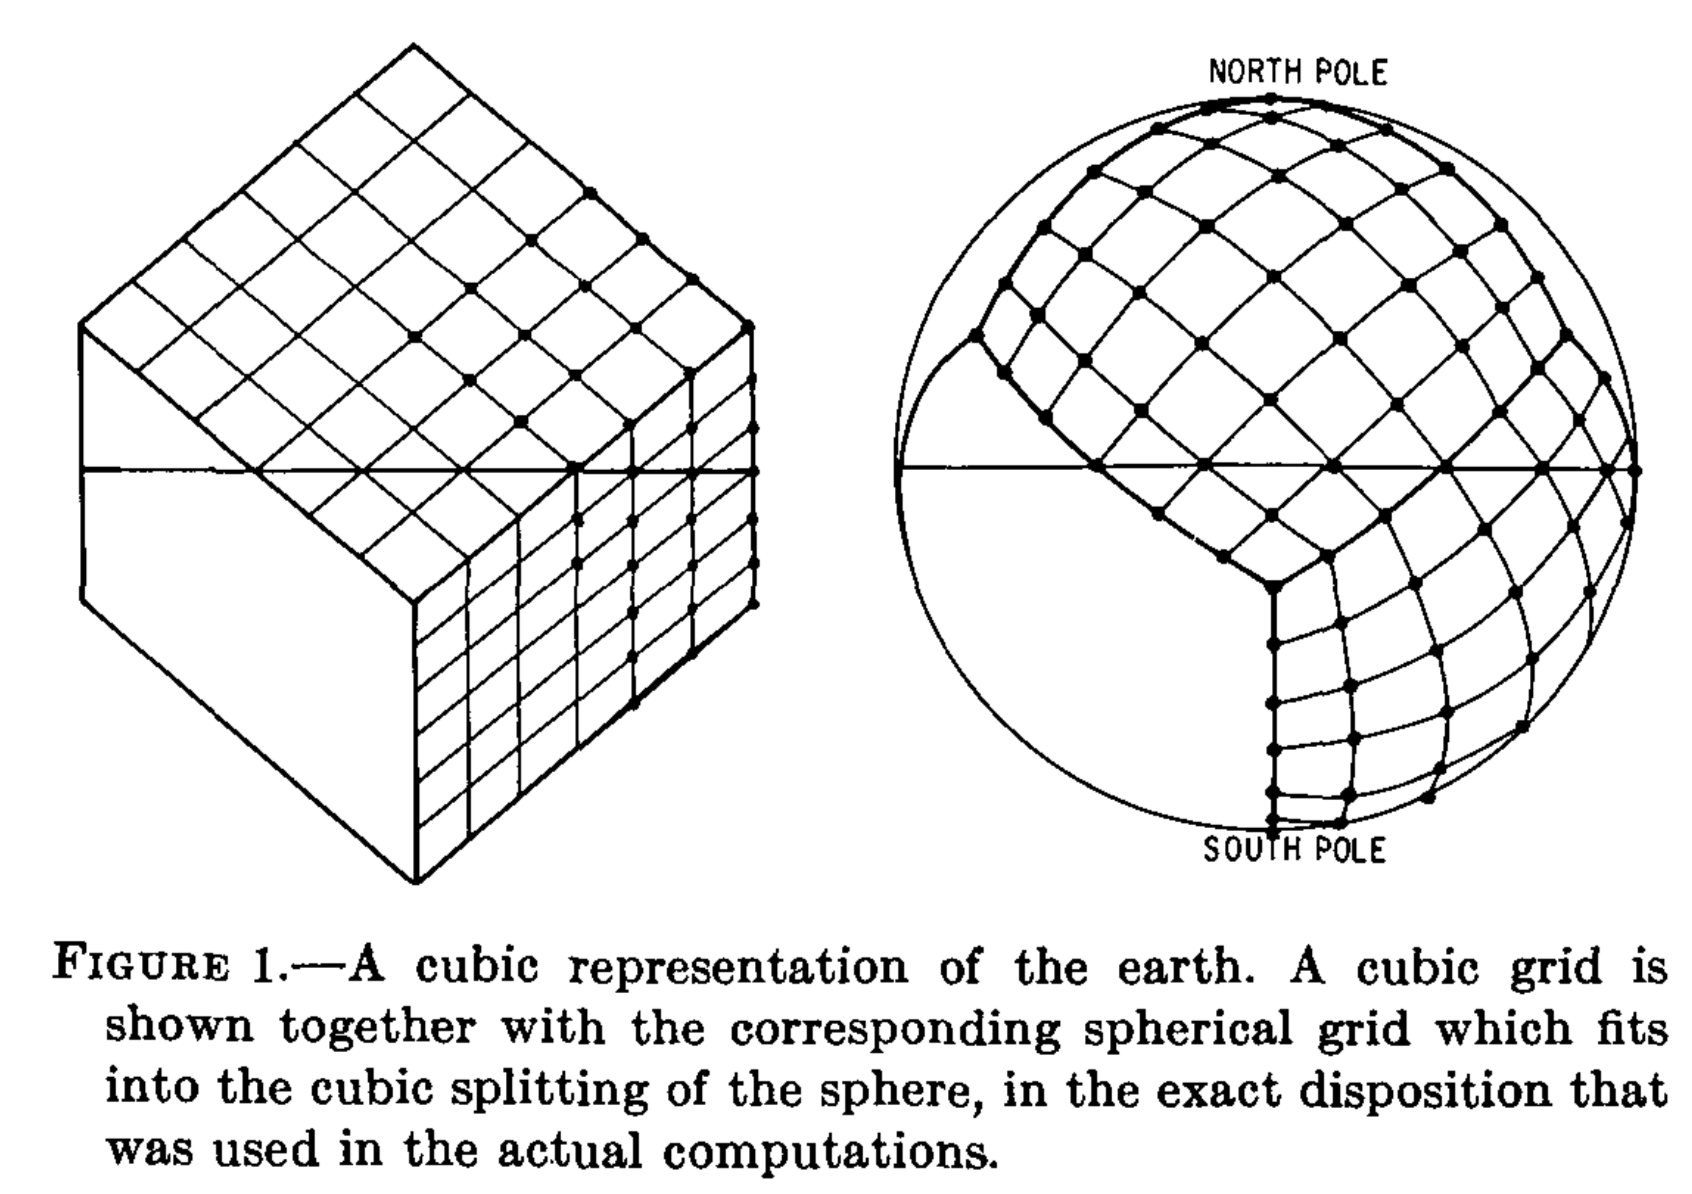 NORTH POLE
SOUTH POLE
FIGURE 1.—A cubic representation of the earth. A cubic grid is
shown together with the corresponding spherical grid which fits
into the cubic splitting of the sphere, in the exact disposition that
was used in the actual computations.